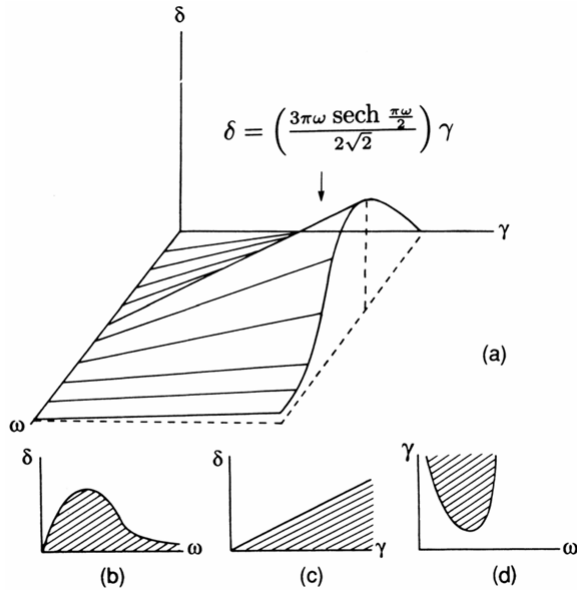 δ
δ = ( 3πω sech πω/2 / 2√2 ) γ
γ
(a)
ω
δ
ω
(b)
δ
γ
(c)
γ
ω
(d)